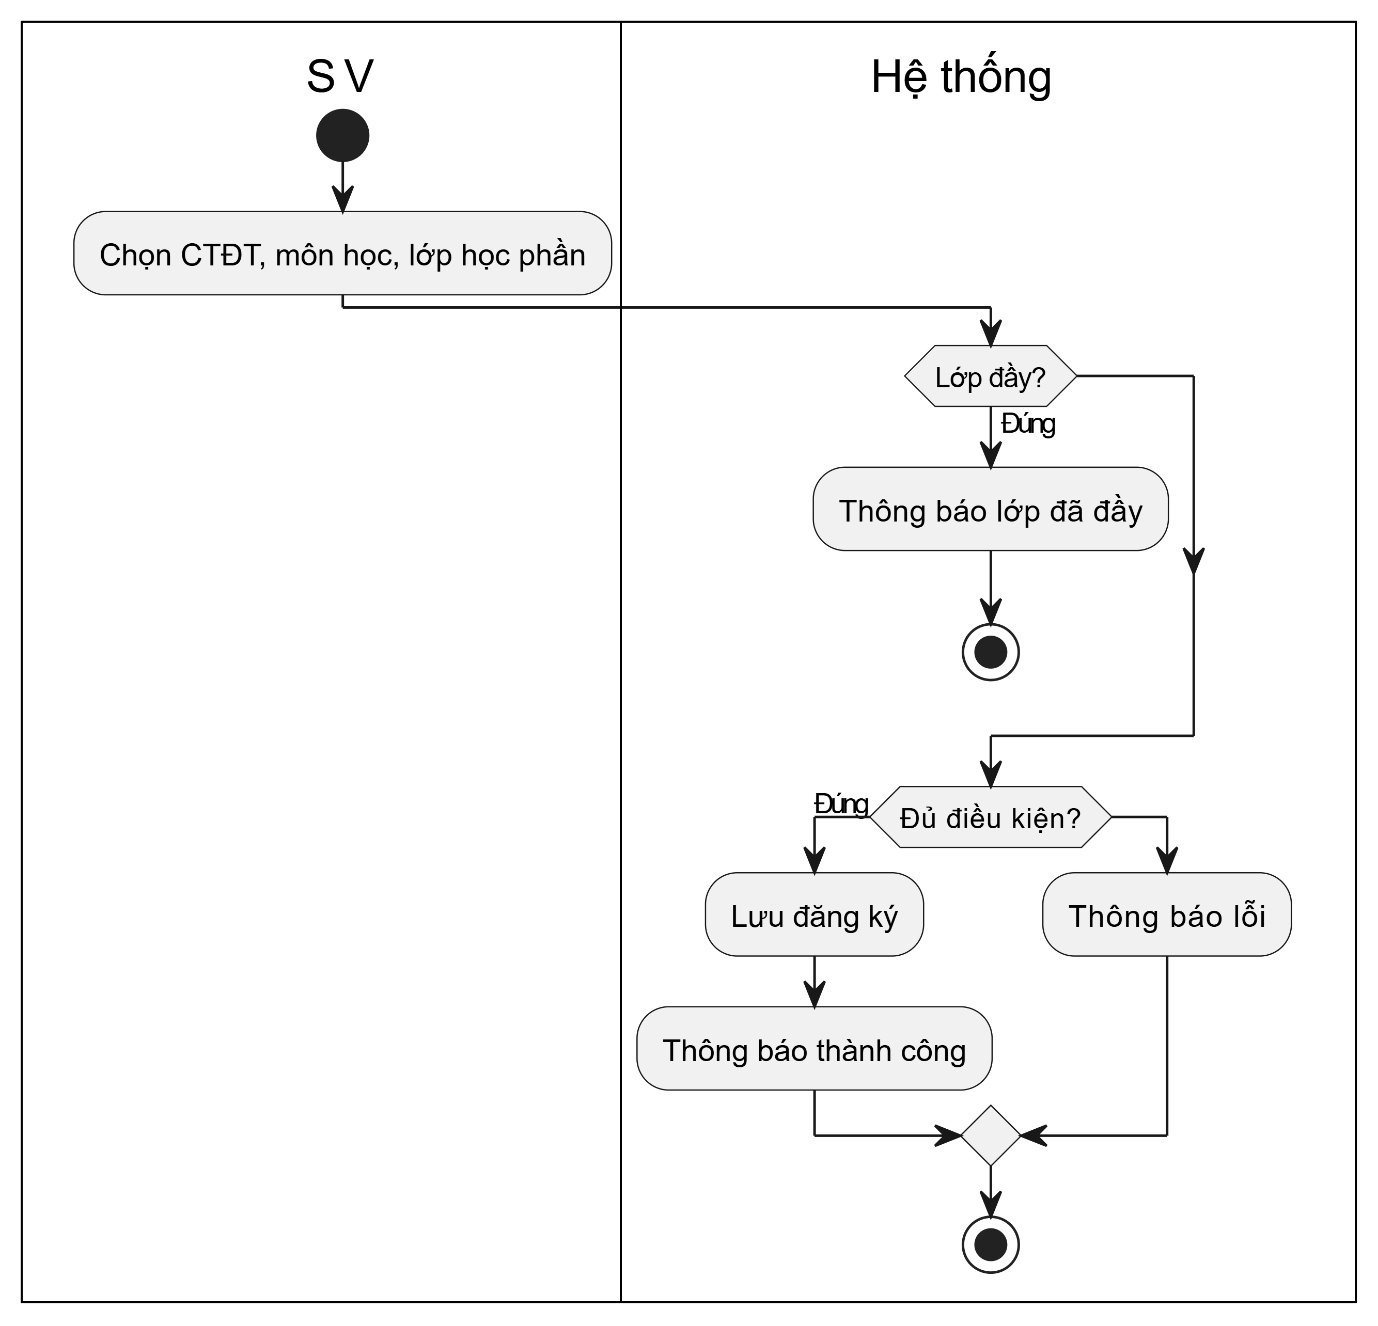 SV
Hệ thống
Chọn CTĐT, môn học, lớp học phần
Lớp đầy?
Đúng
Thông báo lớp đã đầy
Đúng
Đủ điều kiện?
Lưu đăng ký
Thông báo lỗi
Thông báo thành công